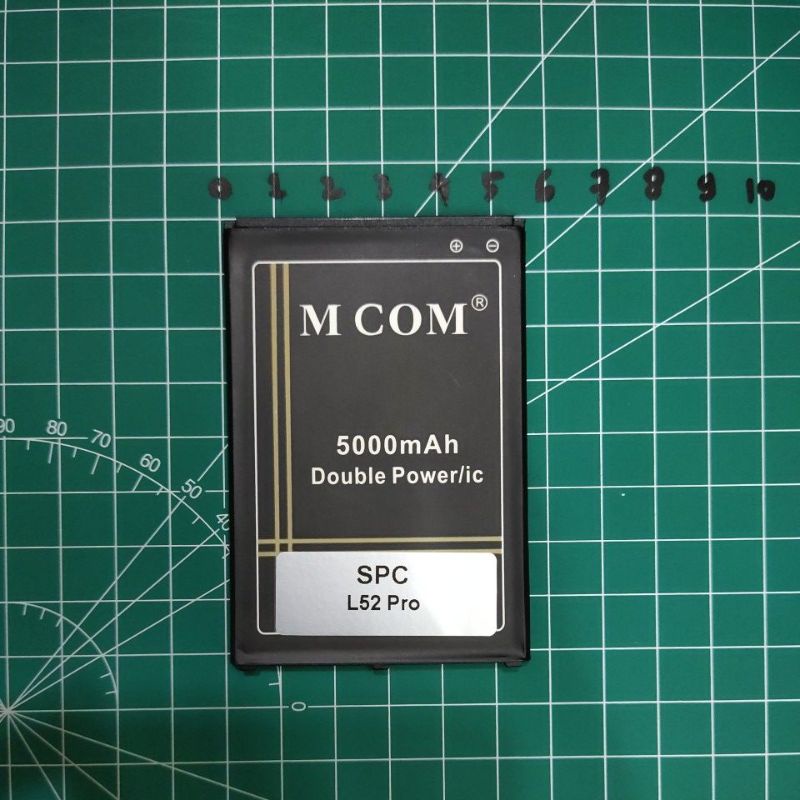 0 1 2 3 4 5 6 7 8 9 10
⊕ ⊖
M COM®
5000mAh
Double Power/ic
SPC
L52 Pro
90 80 70 60 50
0